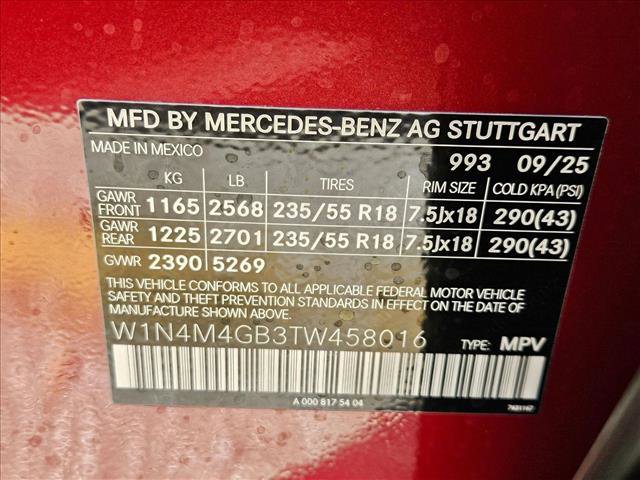 MFD BY MERCEDES-BENZ AG STUTTGART
MADE IN MEXICO 993 09/25
KG LB TIRES RIM SIZE COLD KPA(PSI)
GAWR FRONT 1165 2568 235/55 R18 7.5Jx18 290(43)
GAWR REAR 1225 2701 235/55 R18 7.5Jx18 290(43)
GVWR 2390 5269
THIS VEHICLE CONFORMS TO ALL APPLICABLE FEDERAL MOTOR VEHICLE
SAFETY AND THEFT PREVENTION STANDARDS IN EFFECT ON THE DATE OF
MANUFACTURE SHOWN ABOVE.
W1N4M4GB3TW458016 TYPE: MPV
A 000 817 54 04